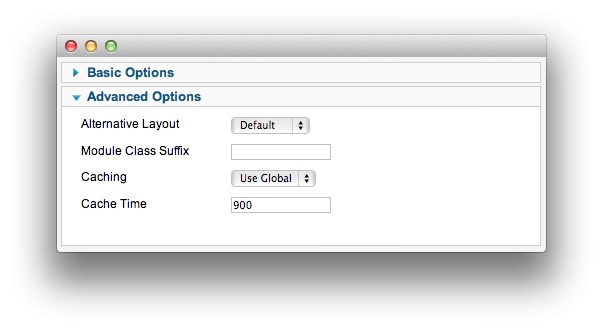 Basic Options
Advanced Options
Alternative Layout Default
Module Class Suffix
Caching Use Global
Cache Time 900